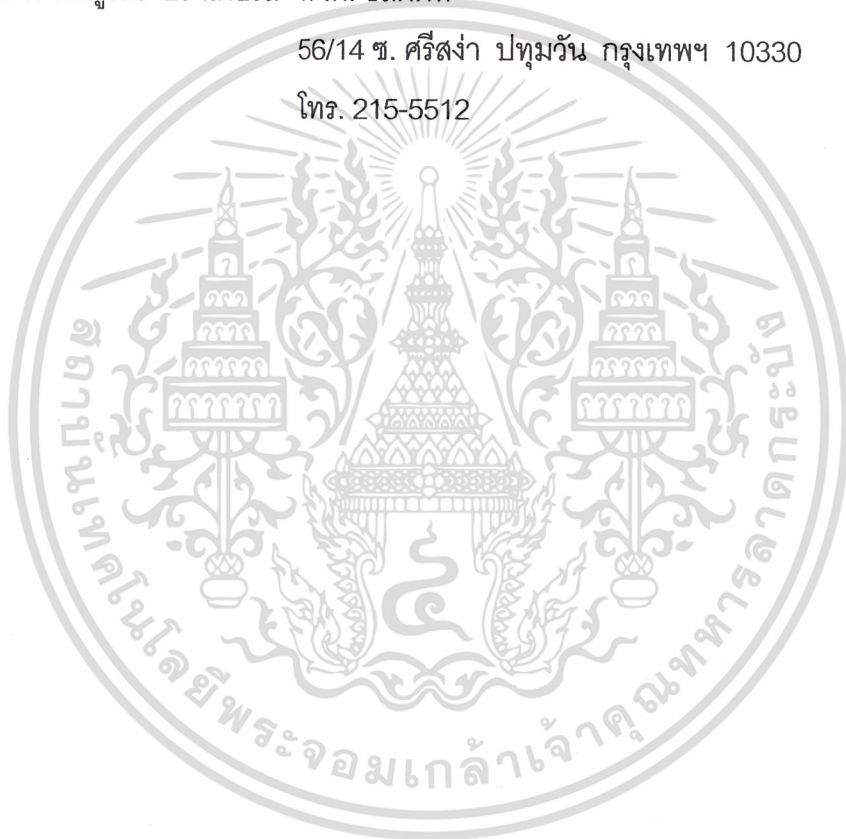 56/14 ซ. ศรีสง่า ปทุมวัน กรุงเทพฯ 10330
โทร. 215-5512
สถาบันเทคโนโลยีพระจอมเกล้าเจ้าคุณทหารลาดกระบัง